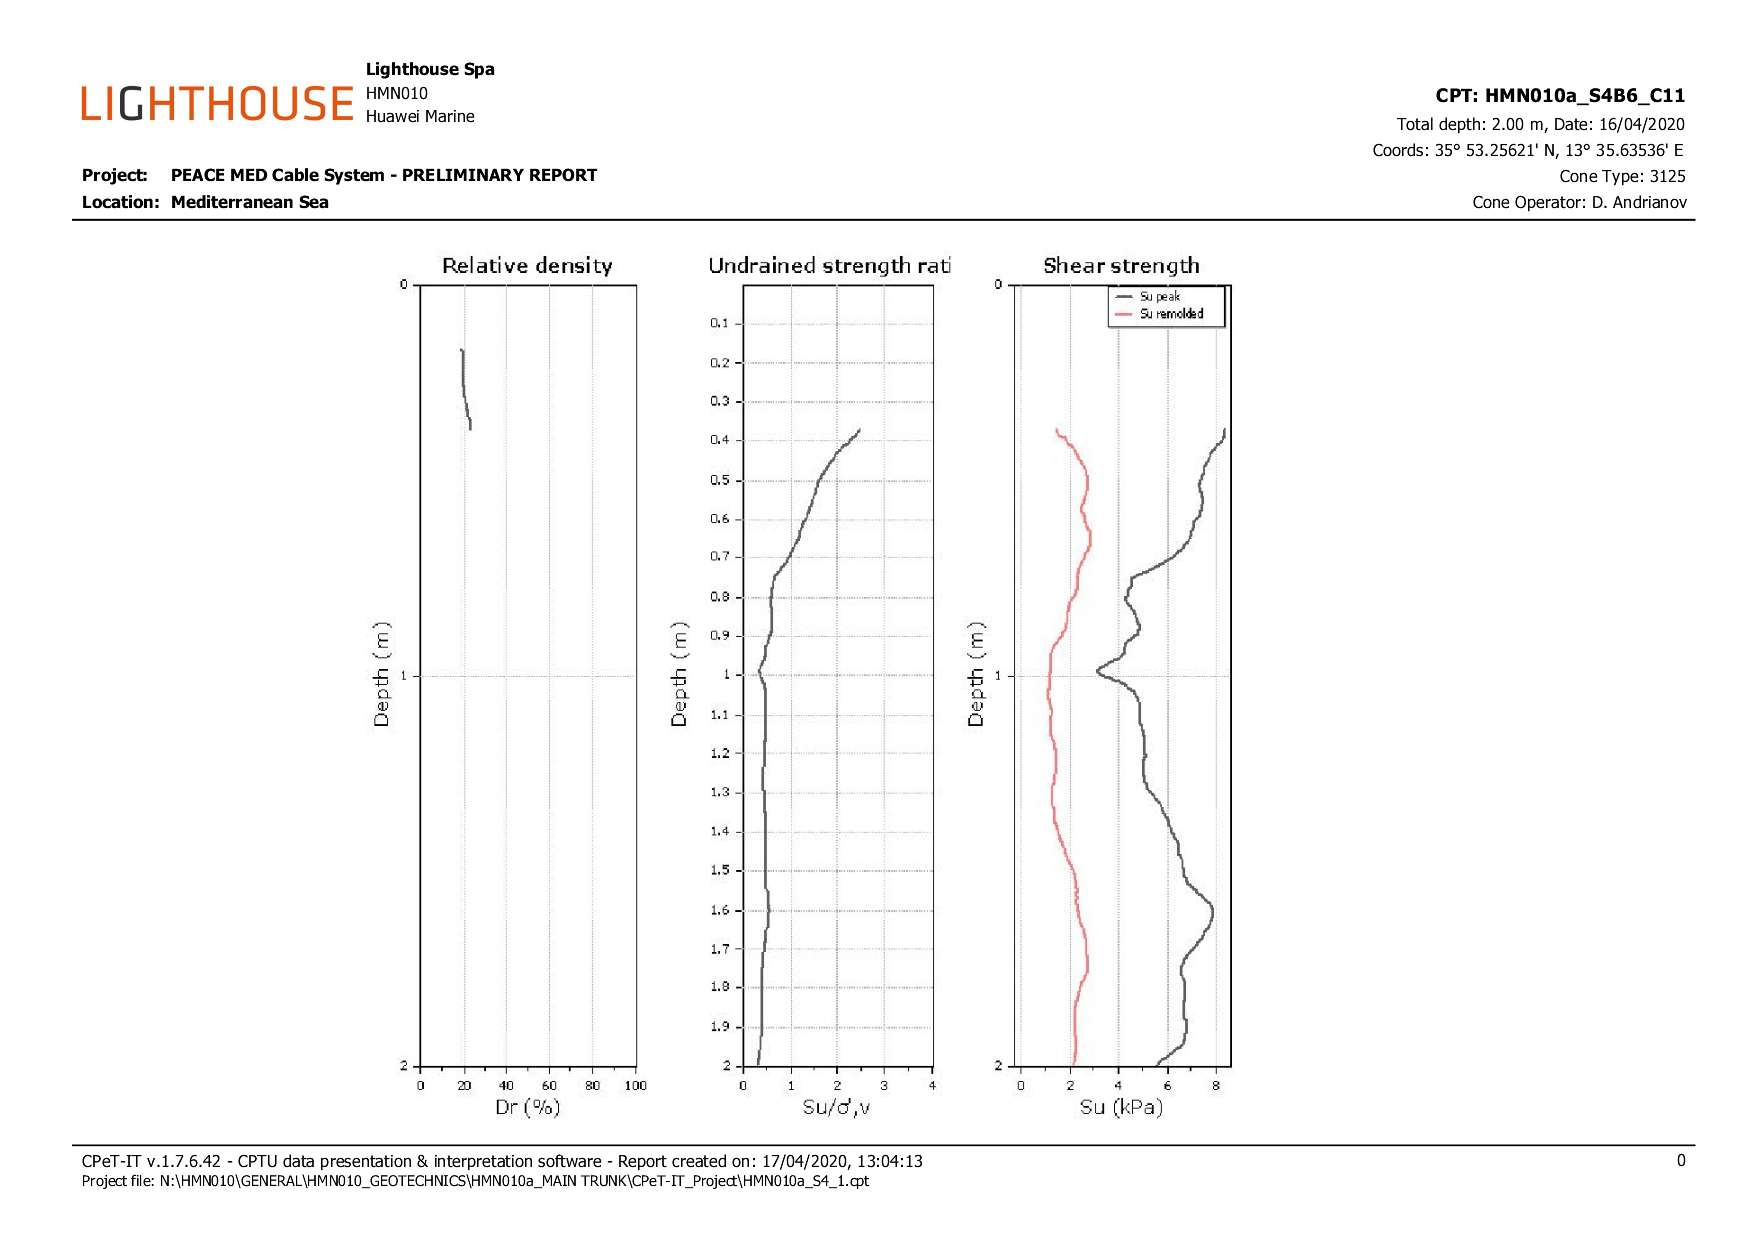 LIGHTHOUSE
Lighthouse Spa
HMN010
Huawei Marine
CPT: HMN010a_S4B6_C11
Total depth: 2.00 m, Date: 16/04/2020
Coords: 35° 53.25621' N, 13° 35.63536' E
Cone Type: 3125
Cone Operator: D. Andrianov
Project: PEACE MED Cable System - PRELIMINARY REPORT
Location: Mediterranean Sea
Relative density
0
1
2
Depth (m)
0 20 40 60 80 100
Dr (%)
Undrained strength rati
0.1
0.2
0.3
0.4
0.5
0.6
0.7
0.8
0.9
1
1.1
1.2
1.3
1.4
1.5
1.6
1.7
1.8
1.9
2
Depth (m)
0 1 2 3 4
Su/σ',v
Shear strength
Su peak
Su remolded
0
1
2
Depth (m)
0 2 4 6 8
Su (kPa)
CPeT-IT v.1.7.6.42 - CPTU data presentation & interpretation software - Report created on: 17/04/2020, 13:04:13
0
Project file: N:\HMN010\GENERAL\HMN010_GEOTECHNICS\HMN010a_MAIN TRUNK\CPeT-IT_Project\HMN010a_S4_1.cpt